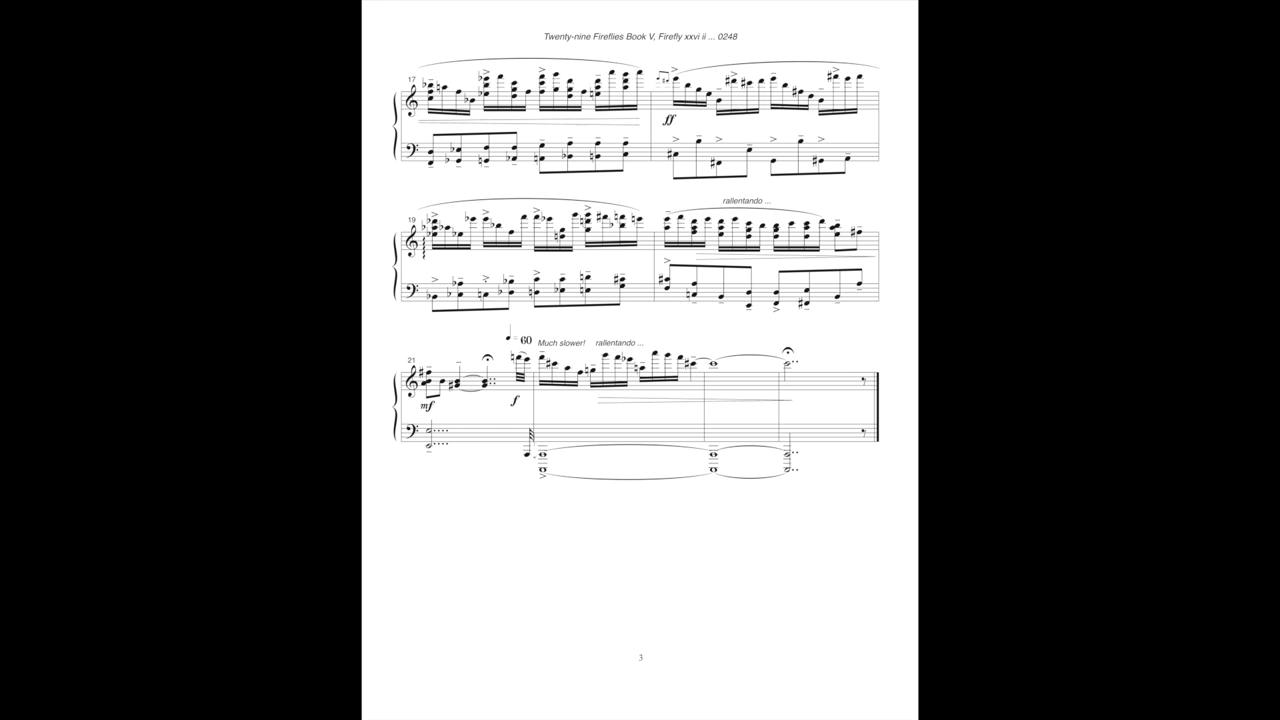 Twenty-nine Fireflies Book V, Firefly xxvi ii ... 0248
17
ff
19
rallentando ...
= 60
Much slower! rallentando ...
21
mf
f
3